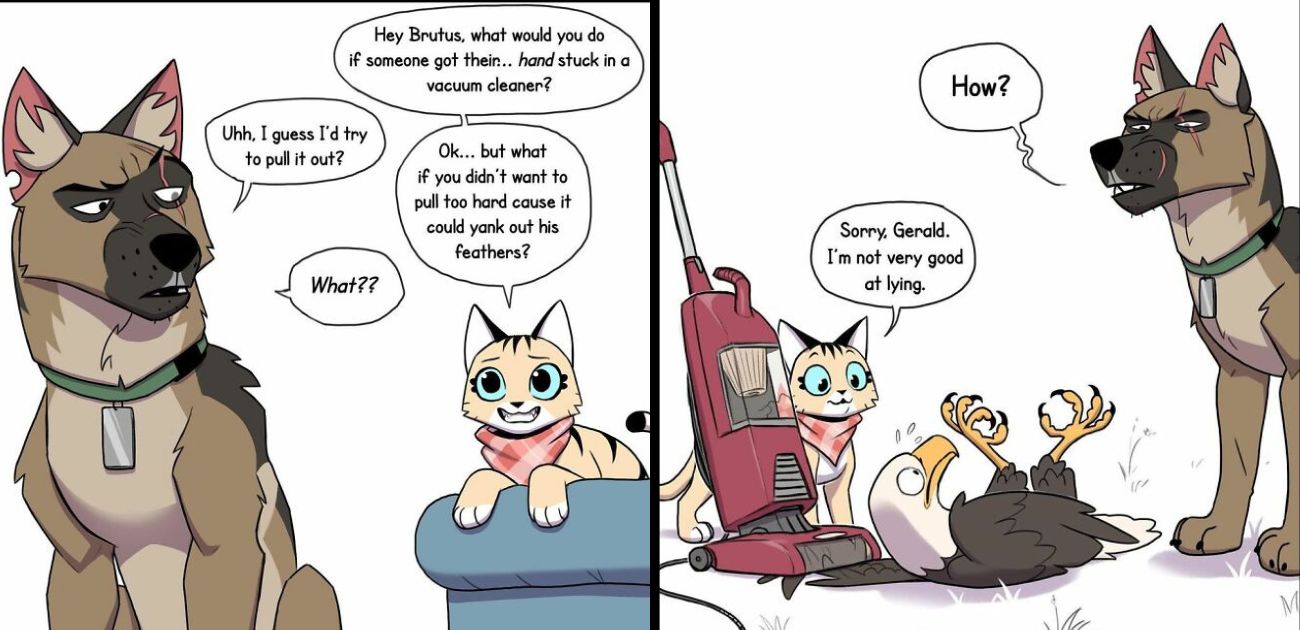 Hey Brutus, what would you do
if someone got their... hand stuck in a
vacuum cleaner?
Uhh, I guess I'd try
to pull it out?
Ok... but what
if you didn't want to
pull too hard cause it
could yank out his
feathers?
What??
How?
Sorry, Gerald.
I'm not very good
at lying.